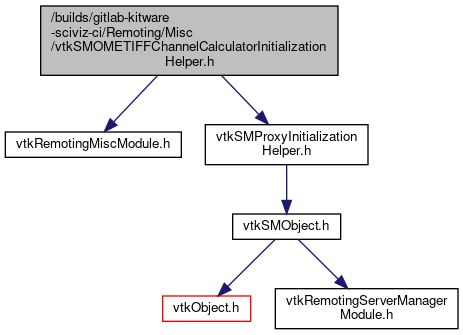 /builds/gitlab-kitware
-sciviz-ci/Remoting/Misc
/vtkSMOMETIFFChannelCalculatorInitialization
Helper.h
vtkRemotingMiscModule.h
vtkSMProxyInitialization
Helper.h
vtkSMObject.h
vtkObject.h
vtkRemotingServerManager
Module.h